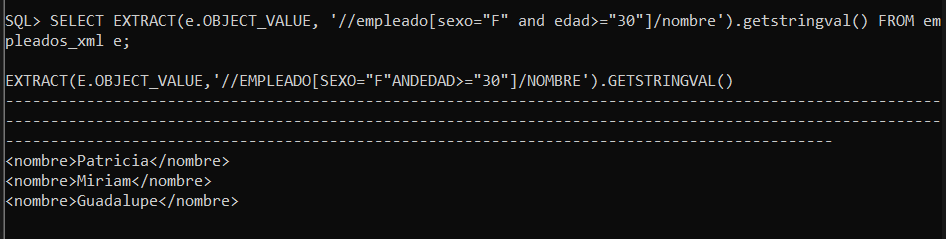 SQL> SELECT EXTRACT(e.OBJECT_VALUE, '//empleado[sexo="F" and edad>="30"]/nombre').getstringval() FROM em
pleados_xml e;
EXTRACT(E.OBJECT_VALUE,'//EMPLEADO[SEXO="F"ANDEDAD>="30"]/NOMBRE').GETSTRINGVAL()
--------------------------------------------------------------------------------------------------------
--------------------------------------------------------------------------------------------------------
--------------------------------------------------------------------------------------------
<nombre>Patricia</nombre>
<nombre>Miriam</nombre>
<nombre>Guadalupe</nombre>